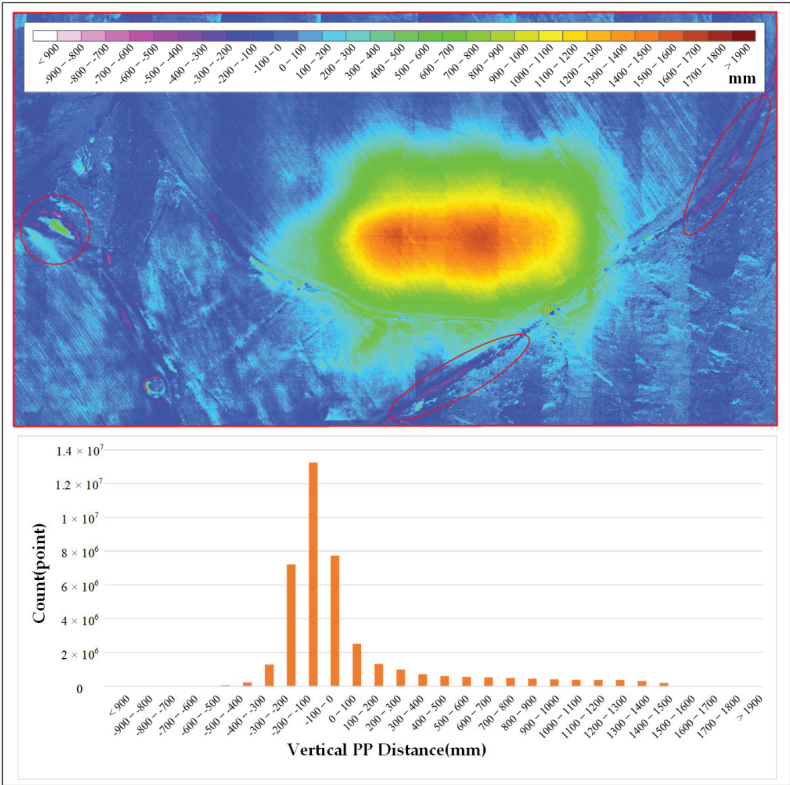 < 900
-900 – -800
-800 – -700
-700 – -600
-600 – -500
-500 – -400
-400 – -300
-300 – -200
-200 – -100
-100 – 0
0 – 100
100 – 200
200 – 300
300 – 400
400 – 500
500 – 600
600 – 700
700 – 800
800 – 900
900 – 1000
1000 – 1100
1100 – 1200
1200 – 1300
1300 – 1400
1400 – 1500
1500 – 1600
1600 – 1700
1700 – 1800
> 1900
mm
1.4 × 10⁷
1.2 × 10⁷
1 × 10⁷
8 × 10⁶
6 × 10⁶
4 × 10⁶
2 × 10⁶
0
Count(point)
< 900
-900 – -800
-800 – -700
-700 – -600
-600 – -500
-500 – -400
-400 – -300
-300 – -200
-200 – -100
-100 – 0
0 – 100
100 – 200
200 – 300
300 – 400
400 – 500
500 – 600
600 – 700
700 – 800
800 – 900
900 – 1000
1000 – 1100
1100 – 1200
1200 – 1300
1300 – 1400
1400 – 1500
1500 – 1600
1600 – 1700
1700 – 1800
> 1900
Vertical PP Distance(mm)